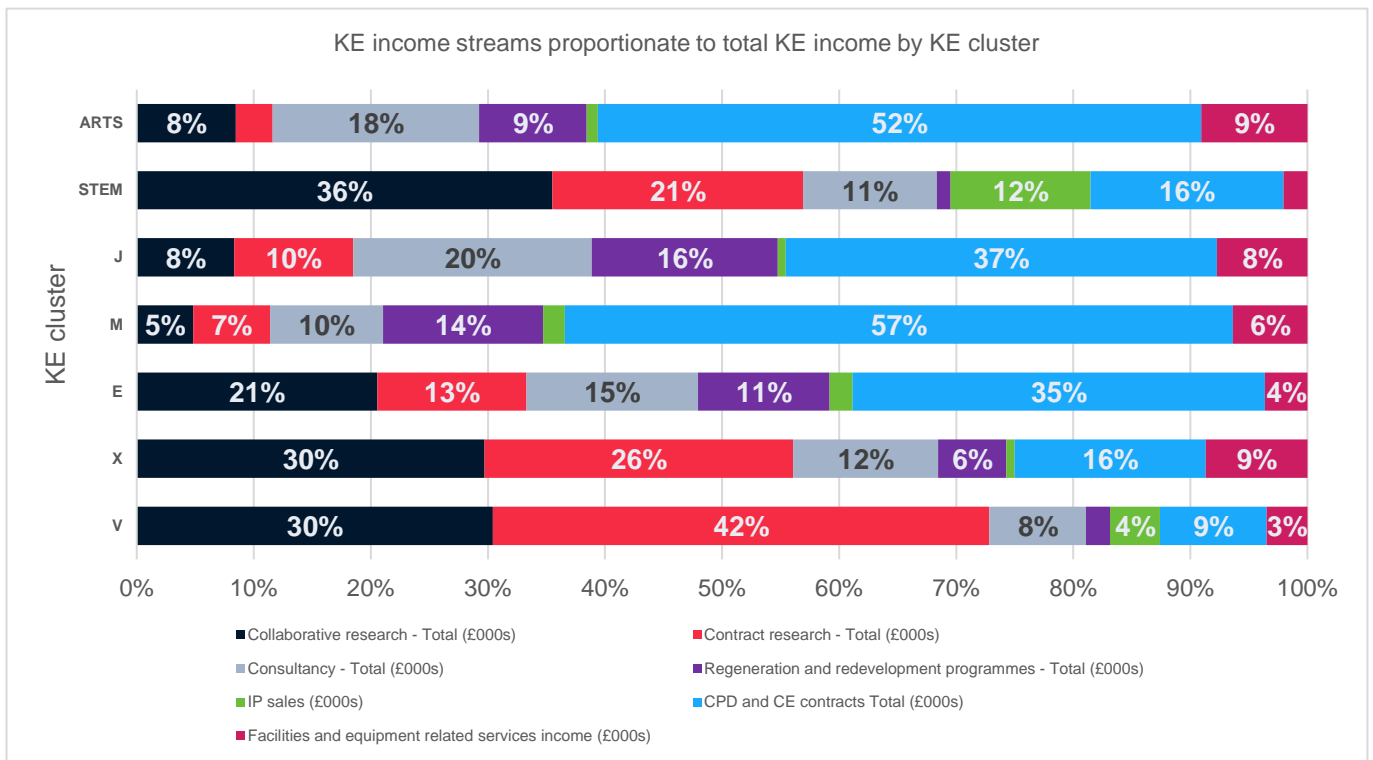 KE income streams proportionate to total KE income by KE cluster
KE cluster
ARTS 8% 18% 9% 52% 9%
STEM 36% 21% 11% 12% 16%
J 8% 10% 20% 16% 37% 8%
M 5% 7% 10% 14% 57% 6%
E 21% 13% 15% 11% 35% 4%
X 30% 26% 12% 6% 16% 9%
V 30% 42% 8% 4% 9% 3%
0% 10% 20% 30% 40% 50% 60% 70% 80% 90% 100%
Collaborative research - Total (£000s) Contract research - Total (£000s)
Consultancy - Total (£000s) Regeneration and redevelopment programmes - Total (£000s)
IP sales (£000s) CPD and CE contracts Total (£000s)
Facilities and equipment related services income (£000s)